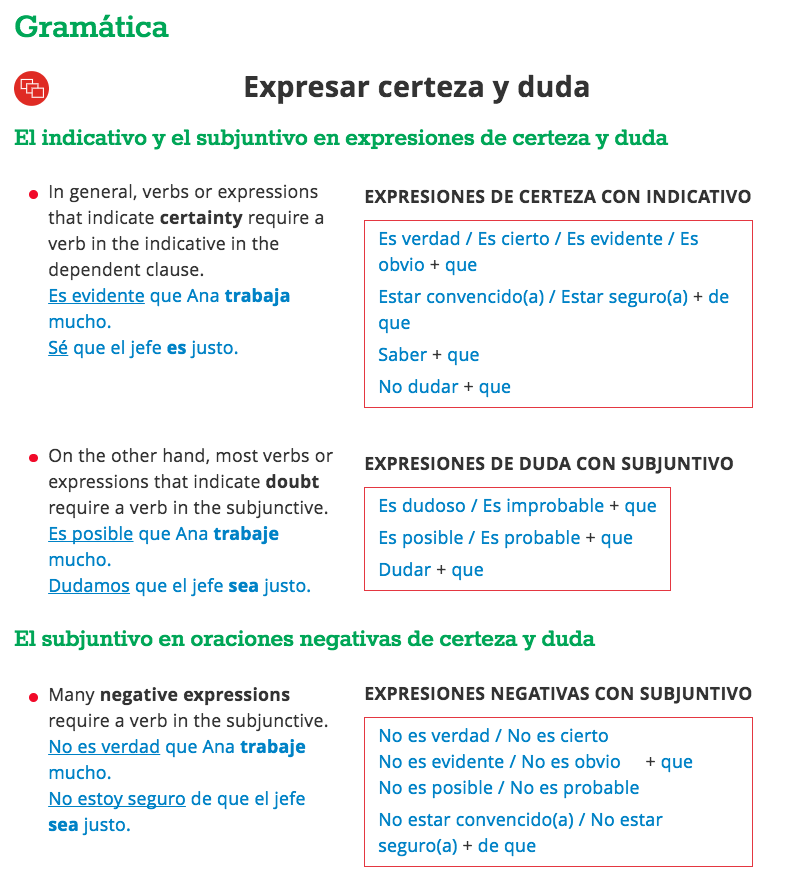 Gramática
Expresar certeza y duda
El indicativo y el subjuntivo en expresiones de certeza y duda
In general, verbs or expressions
that indicate certainty require a
verb in the indicative in the
dependent clause.
Es evidente que Ana trabaja
mucho.
Sé que el jefe es justo.
EXPRESIONES DE CERTEZA CON INDICATIVO
Es verdad / Es cierto / Es evidente / Es
obvio + que
Estar convencido(a) / Estar seguro(a) + de
que
Saber + que
No dudar + que
On the other hand, most verbs or
expressions that indicate doubt
require a verb in the subjunctive.
Es posible que Ana trabaje
mucho.
Dudamos que el jefe sea justo.
EXPRESIONES DE DUDA CON SUBJUNTIVO
Es dudoso / Es improbable + que
Es posible / Es probable + que
Dudar + que
El subjuntivo en oraciones negativas de certeza y duda
Many negative expressions
require a verb in the subjunctive.
No es verdad que Ana trabaje
mucho.
No estoy seguro de que el jefe
sea justo.
EXPRESIONES NEGATIVAS CON SUBJUNTIVO
No es verdad / No es cierto
No es evidente / No es obvio + que
No es posible / No es probable
No estar convencido(a) / No estar
seguro(a) + de que